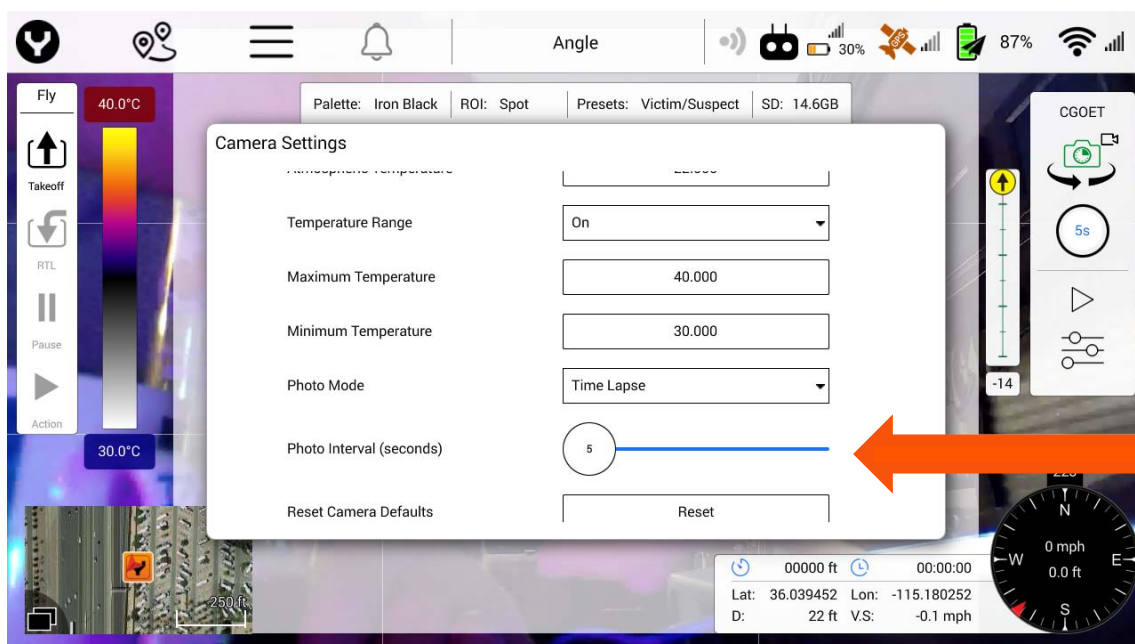 Angle
30%
GPS
87%
Fly
40.0°C
Palette: Iron Black ROI: Spot Presets: Victim/Suspect SD: 14.6GB
CGOET
Camera Settings
Takeoff
Temperature Range On
5s
RTL
Maximum Temperature 40.000
Minimum Temperature 30.000
Pause
Photo Mode Time Lapse
-14
Action
30.0°C
Photo Interval (seconds) 5
Reset Camera Defaults Reset
N
0 mph
W E
0.0 ft
S
250 ft
00000 ft 00:00:00
Lat: 36.039452 Lon: -115.180252
D: 22 ft V.S: -0.1 mph